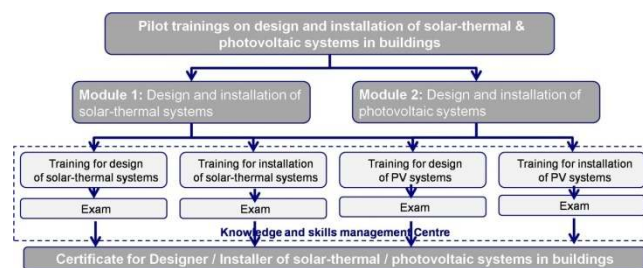 Pilot trainings on design and installation of solar-thermal &
photovoltaic systems in buildings
Module 1: Design and installation of
solar-thermal systems
Module 2: Design and installation of
photovoltaic systems
Training for design
of solar-thermal systems
Training for installation
of solar-thermal systems
Training for design
of PV systems
Training for installation
of PV systems
Exam
Exam
Exam
Exam
Knowledge and skills management Centre
Certificate for Designer / Installer of solar-thermal / photovoltaic systems in buildings